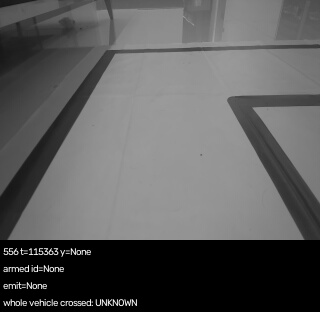 556 t=115363 y=None
armed id=None
emit=None
whole vehicle crossed: UNKNOWN